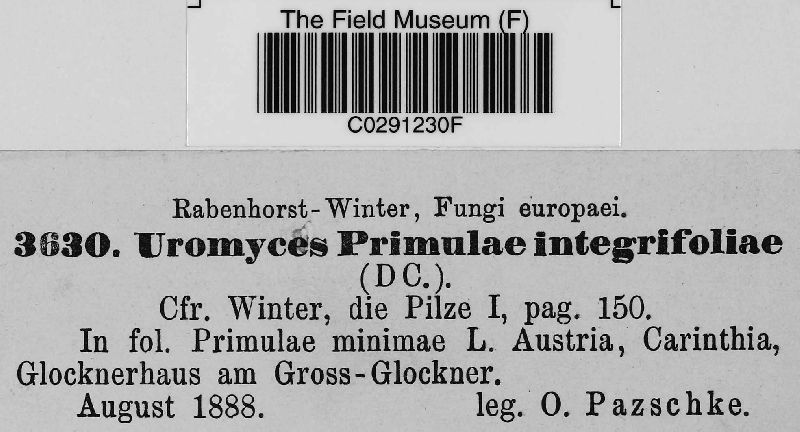 The Field Museum (F)
C0291230F
Rabenhorst-Winter, Fungi europaei.
3630. Uromyces Primulae integrifoliae
(DC.).
Cfr. Winter, die Pilze I, pag. 150.
In fol. Primulae minimae L. Austria, Carinthia,
Glocknerhaus am Gross-Glockner.
August 1888. leg. O. Pazschke.